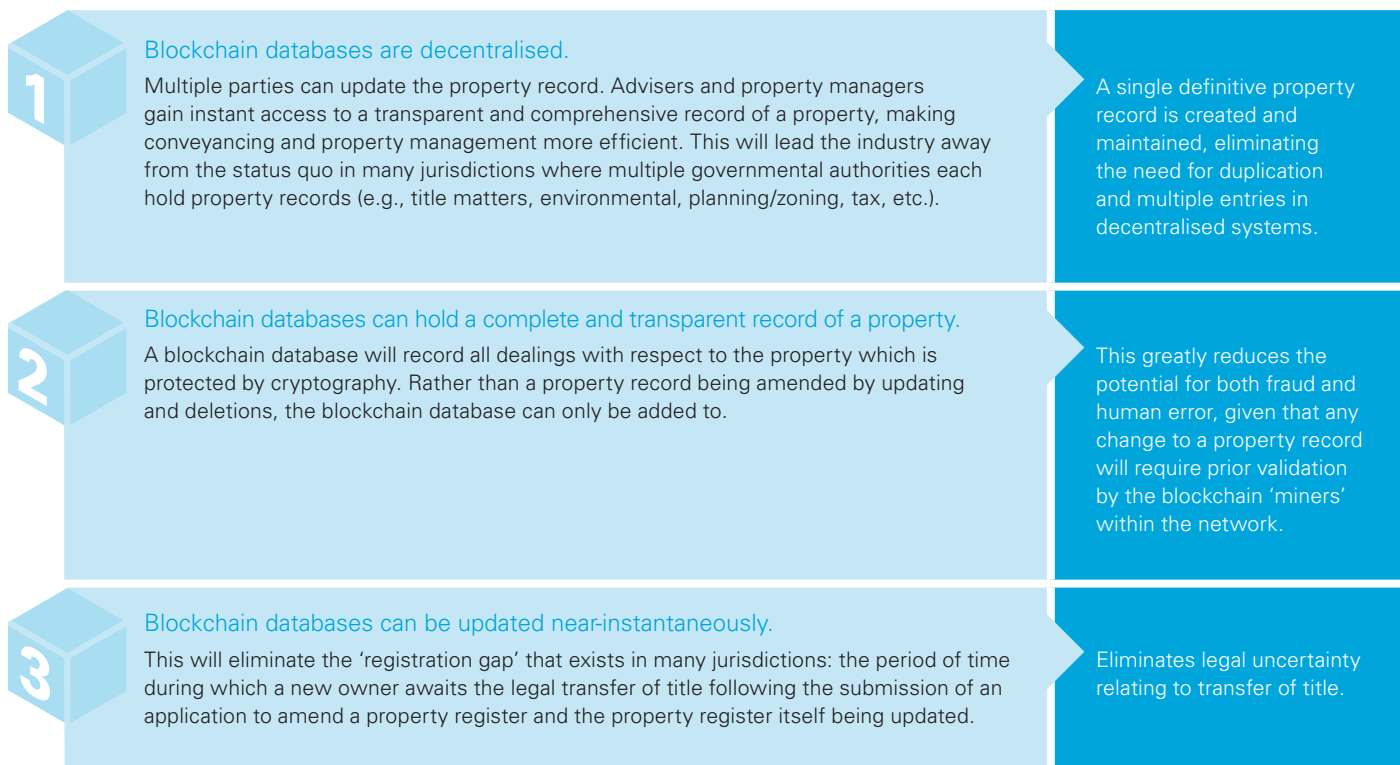 1
Blockchain databases are decentralised.
Multiple parties can update the property record. Advisers and property managers
gain instant access to a transparent and comprehensive record of a property, making
conveyancing and property management more efficient. This will lead the industry away
from the status quo in many jurisdictions where multiple governmental authorities each
hold property records (e.g., title matters, environmental, planning/zoning, tax, etc.).
A single definitive property
record is created and
maintained, eliminating
the need for duplication
and multiple entries in
decentralised systems.
2
Blockchain databases can hold a complete and transparent record of a property.
A blockchain database will record all dealings with respect to the property which is
protected by cryptography. Rather than a property record being amended by updating
and deletions, the blockchain database can only be added to.
This greatly reduces the
potential for both fraud and
human error, given that any
change to a property record
will require prior validation
by the blockchain ‘miners’
within the network.
3
Blockchain databases can be updated near-instantaneously.
This will eliminate the ‘registration gap’ that exists in many jurisdictions: the period of time
during which a new owner awaits the legal transfer of title following the submission of an
application to amend a property register and the property register itself being updated.
Eliminates legal uncertainty
relating to transfer of title.